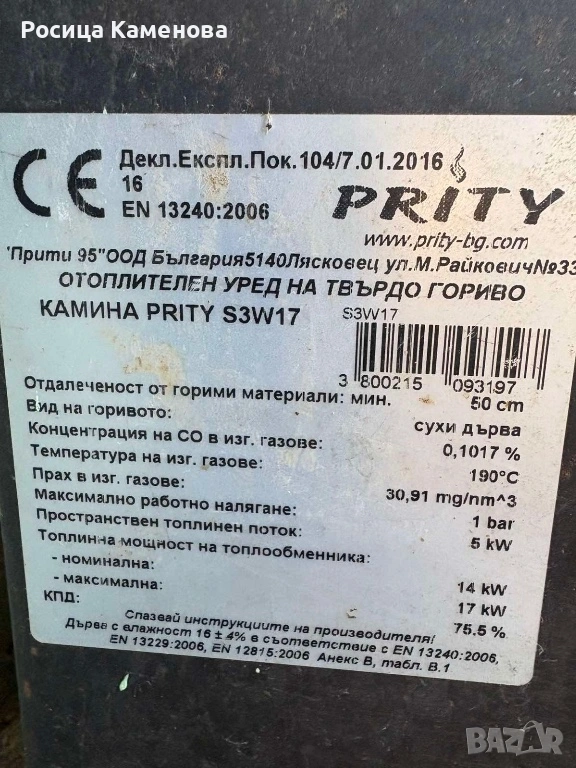 Росица Каменова
CE Декл.Експл.Пок.104/7.01.2016
16
EN 13240:2006
PRITY
www.prity-bg.com
"Прити 95"ООД България5140Лясковец ул.М.Райкович№33
ОТОПЛИТЕЛЕН УРЕД НА ТВЪРДО ГОРИВО
КАМИНА PRITY S3W17 S3W17
3 800215 093197
Отдалеченост от горими материали: мин. 50 cm
Вид на горивото: сухи дърва
Концентрация на CO в изг. газове: 0,1017 %
Температура на изг. газове: 190°C
Прах в изг. газове: 30,91 mg/nm^3
Максимално работно налягане: 1 bar
Пространствен топлинен поток: 5 kW
Топлинна мощност на топлообменника:
- номинална: 14 kW
- максимална: 17 kW
КПД: 75.5 %
Спазвай инструкциите на производителя!
Дърва с влажност 16 ± 4% в съответствие с EN 13240:2006,
EN 13229:2006, EN 12815:2006 Анекс B, табл. B.1
BAZAR